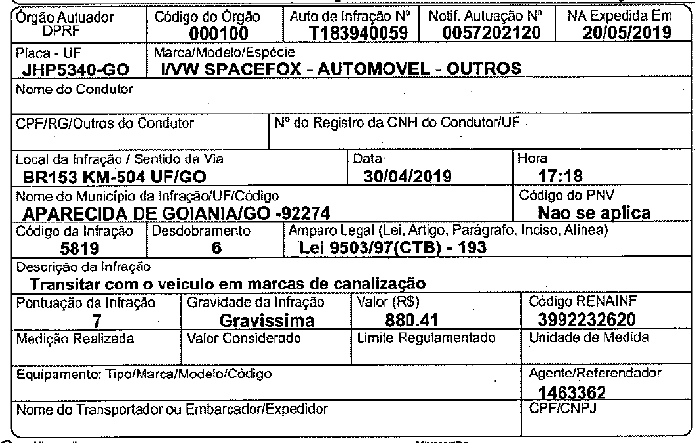 Órgão Autuador Código do Órgão Auto de Infração Nº Notif. Autuação Nº NA Expedida Em
DPRF 000100 T183940059 0057202120 20/05/2019
Placa - UF Marca/Modelo/Espécie
JHP5340-GO I/VW SPACEFOX - AUTOMOVEL - OUTROS
Nome do Condutor
CPF/RG/Outros do Condutor Nº do Registro da CNH do Condutor/UF
Local da Infração / Sentido da Via Data Hora
BR153 KM-504 UF/GO 30/04/2019 17:18
Nome do Município da Infração/UF/Código Código do PNV
APARECIDA DE GOIANIA/GO -92274 Nao se aplica
Código da Infração Desdobramento Amparo Legal (Lei, Artigo, Parágrafo, Inciso, Alinea)
5819 6 Lei 9503/97(CTB) - 193
Descrição da Infração
Transitar com o veiculo em marcas de canalização
Pontuação da Infração Gravidade da Infração Valor (R$) Código RENAINF
7 Gravissima 880.41 3992232620
Medição Realizada Valor Considerado Limite Regulamentado Unidade de Medida
Equipamento: Tipo/Marca/Modelo/Código Agente/Referendador
1463362
Nome do Transportador ou Embarcador/Expedidor CPF/CNPJ